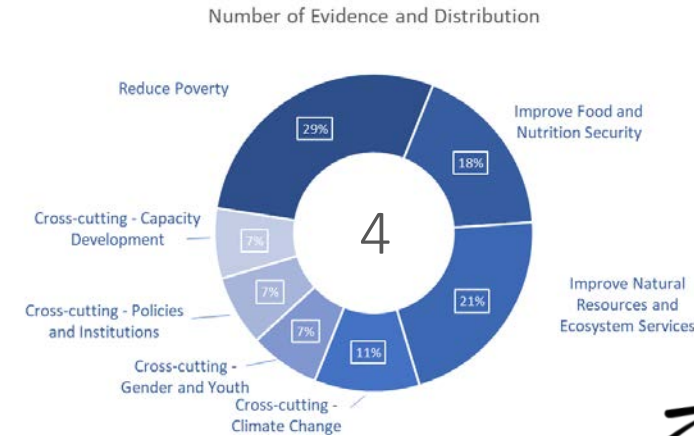 Number of Evidence and Distribution
Reduce Poverty
29%
Improve Food and
Nutrition Security
18%
Cross-cutting - Capacity
Development
7%
4
Cross-cutting - Policies
and Institutions
7%
Improve Natural
Resources and
Ecosystem Services
21%
Cross-cutting -
Gender and Youth
7%
11%
Cross-cutting -
Climate Change